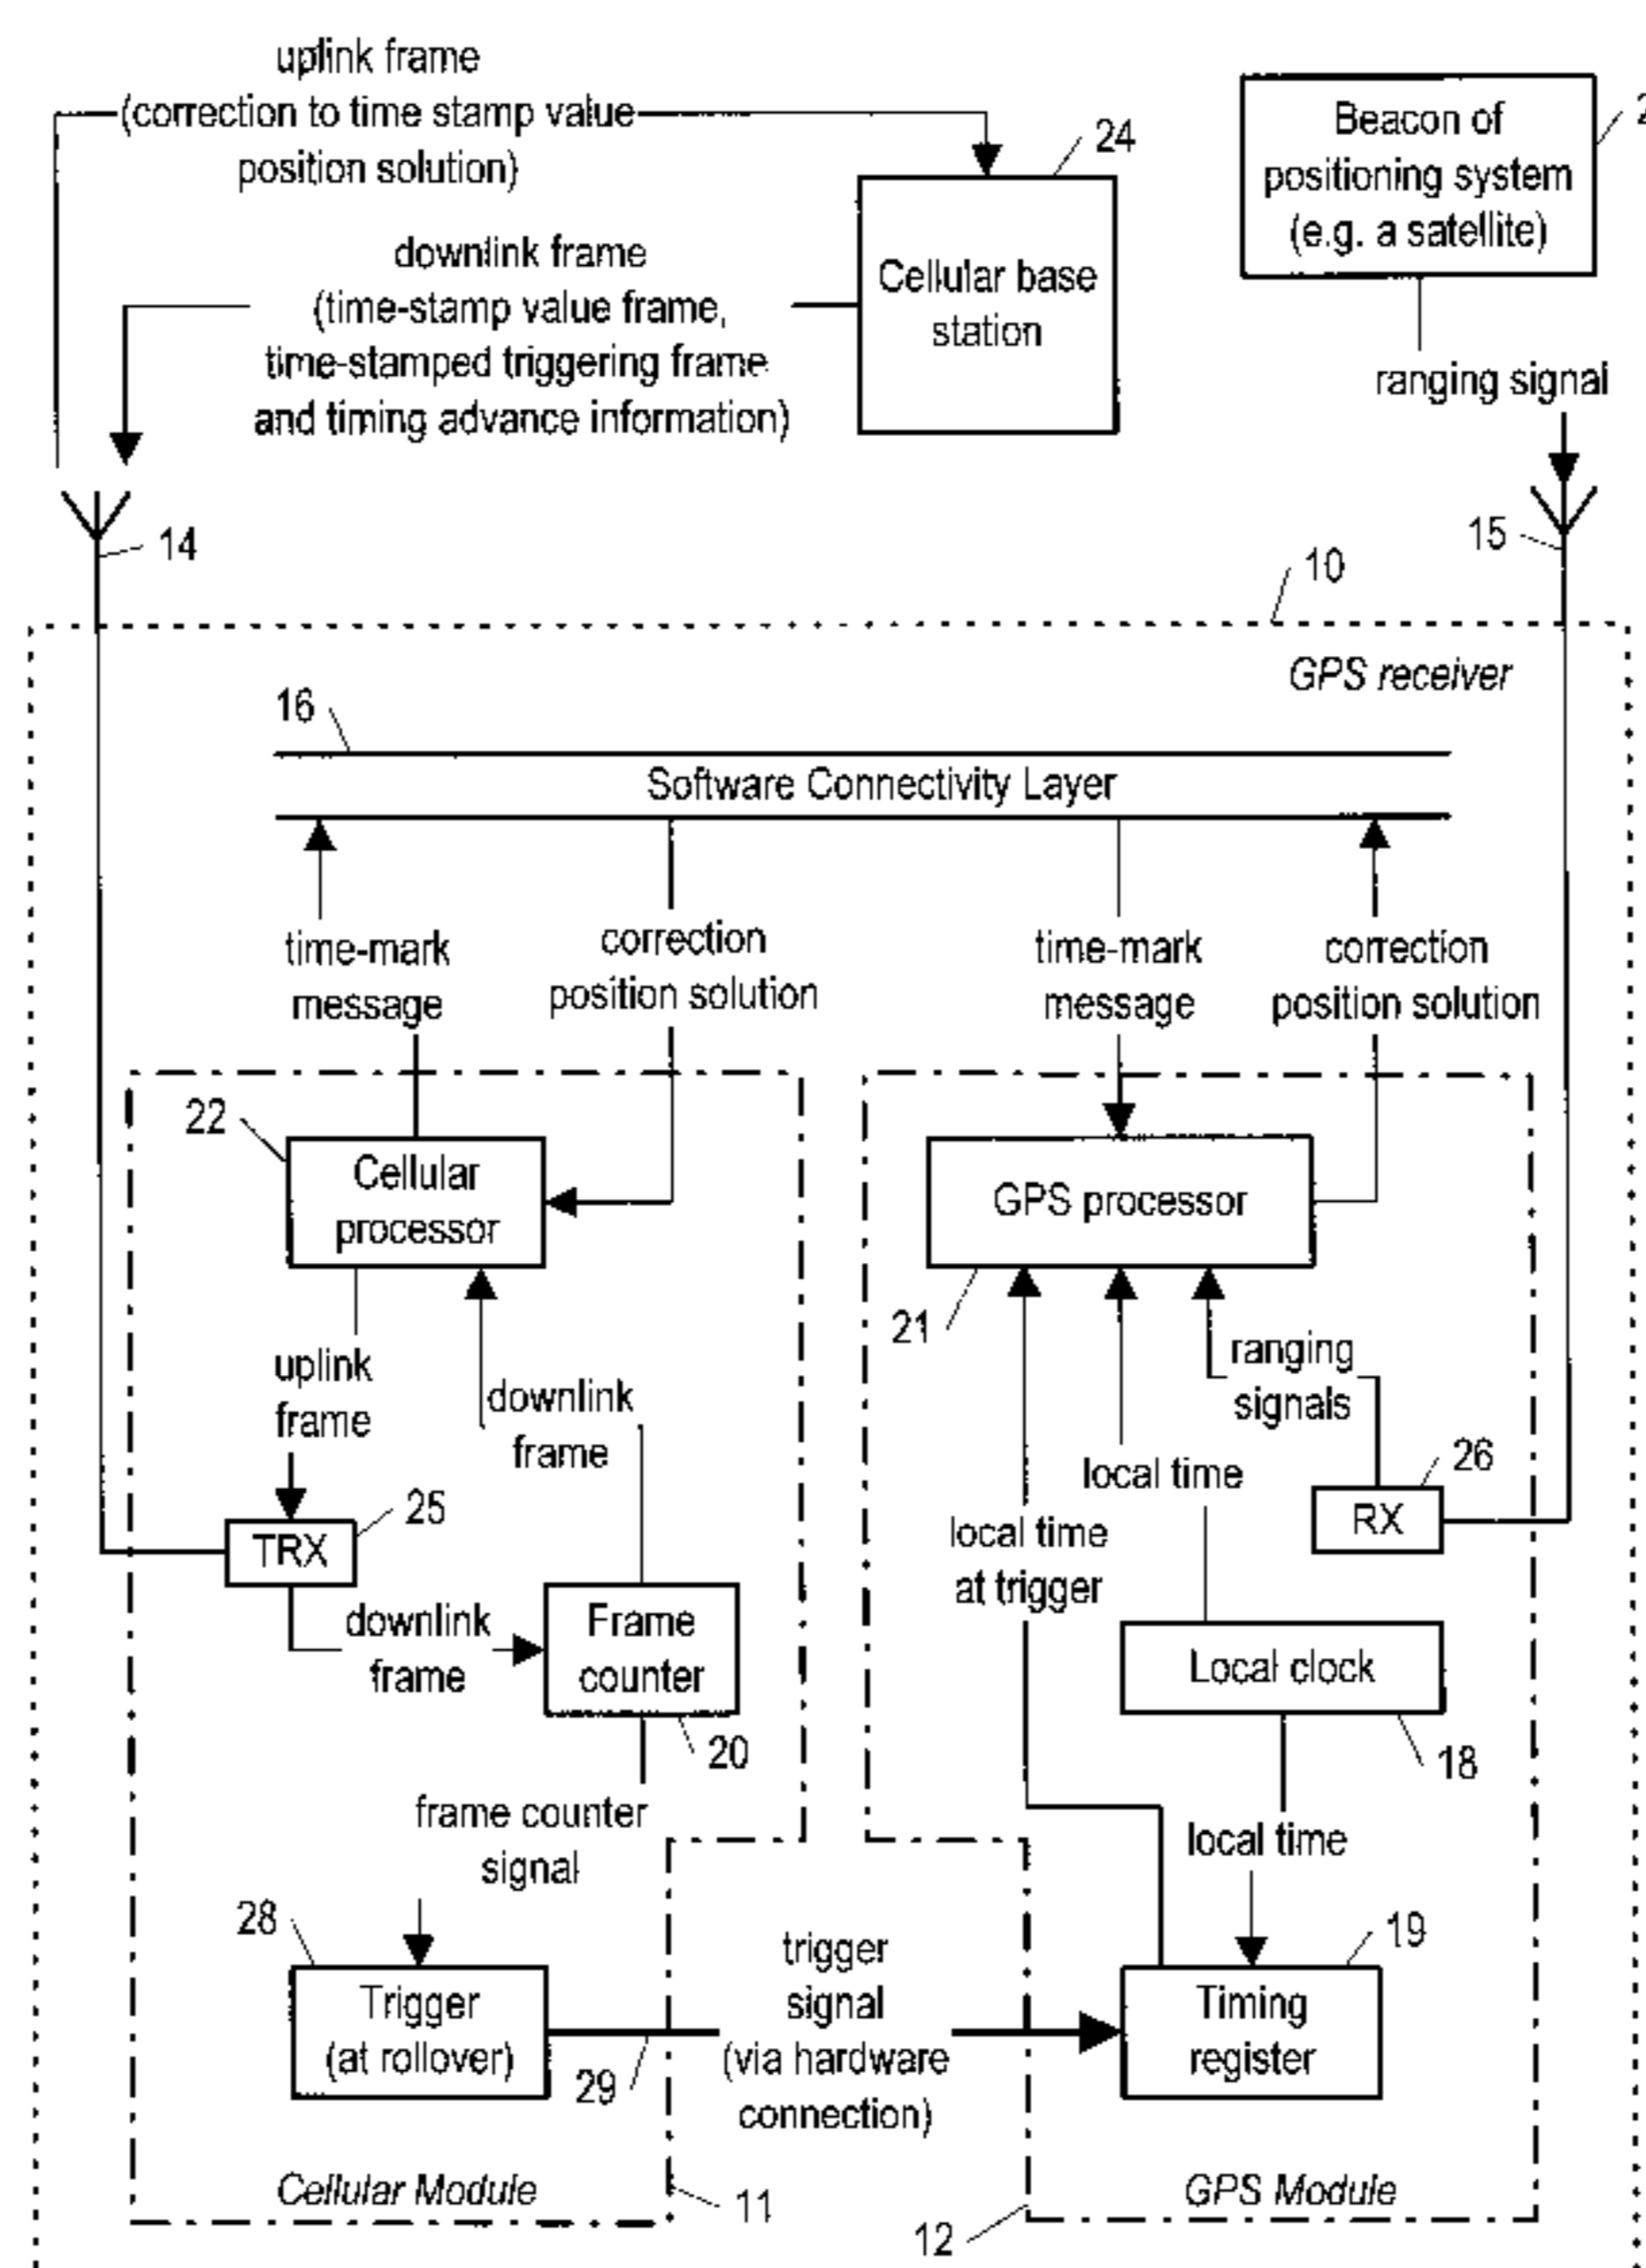 uplink frame
(correction to time stamp value
position solution)
24
Beacon of
positioning system
(e.g. a satellite)
downlink frame
(time-stamp value frame,
time-stamped triggering frame
and timing advance information)
Cellular base
station
ranging signal
14
15
10
GPS receiver
16
Software Connectivity Layer
time-mark
message
correction
position solution
time-mark
message
correction
position solution
22
Cellular
processor
GPS processor
21
uplink
frame
downlink
frame
ranging
signals
local time
26
RX
25
TRX
local time
at trigger
downlink
frame
Frame
counter
20
Local clock
18
frame counter
signal
local time
28
Trigger
(at rollover)
29
trigger
signal
(via hardware
connection)
19
Timing
register
Cellular Module
11
12
GPS Module